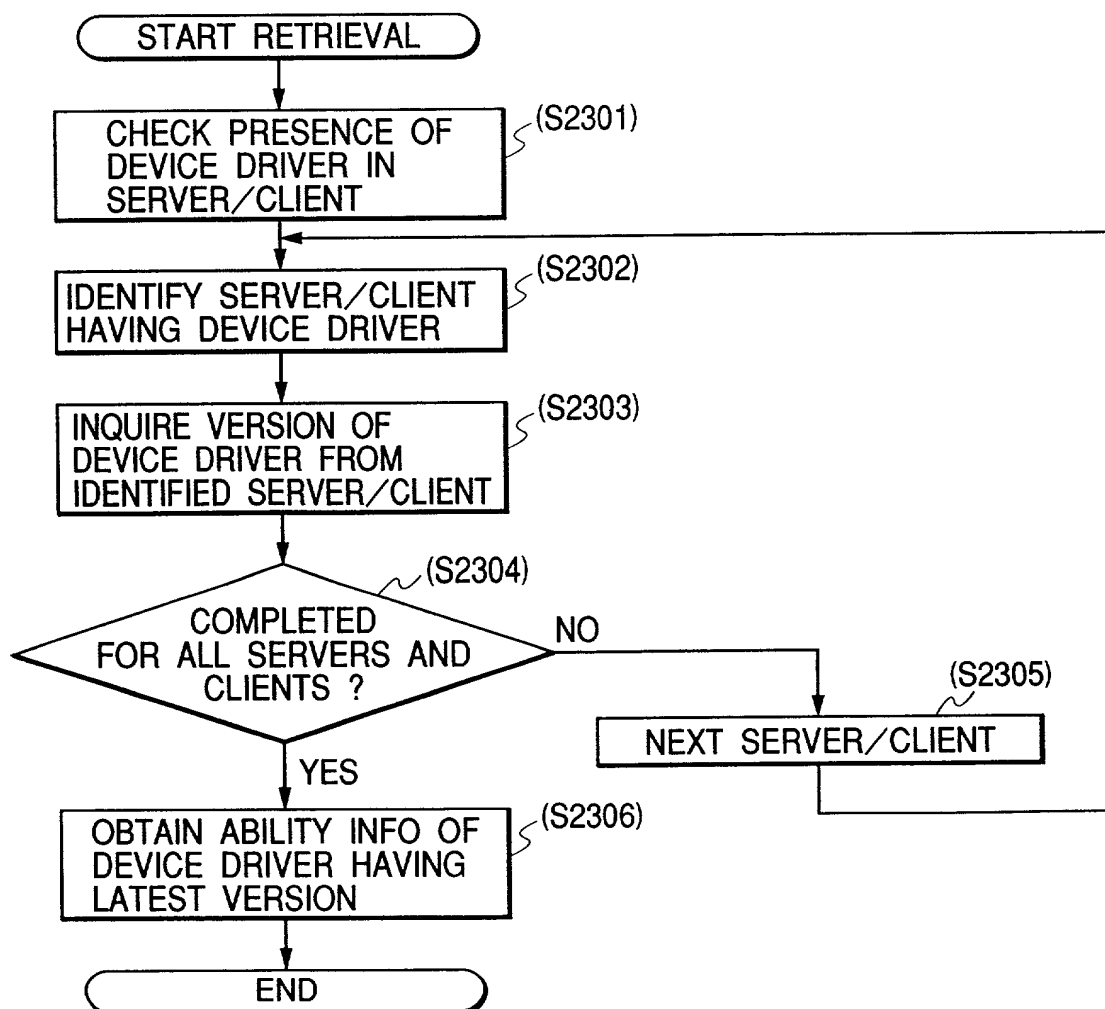 START RETRIEVAL
(S2301)
CHECK PRESENCE OF
DEVICE DRIVER IN
SERVER/CLIENT
(S2302)
IDENTIFY SERVER/CLIENT
HAVING DEVICE DRIVER
(S2303)
INQUIRE VERSION OF
DEVICE DRIVER FROM
IDENTIFIED SERVER/CLIENT
(S2304)
COMPLETED
FOR ALL SERVERS AND
CLIENTS ?
NO
(S2305)
NEXT SERVER/CLIENT
YES
(S2306)
OBTAIN ABILITY INFO OF
DEVICE DRIVER HAVING
LATEST VERSION
END